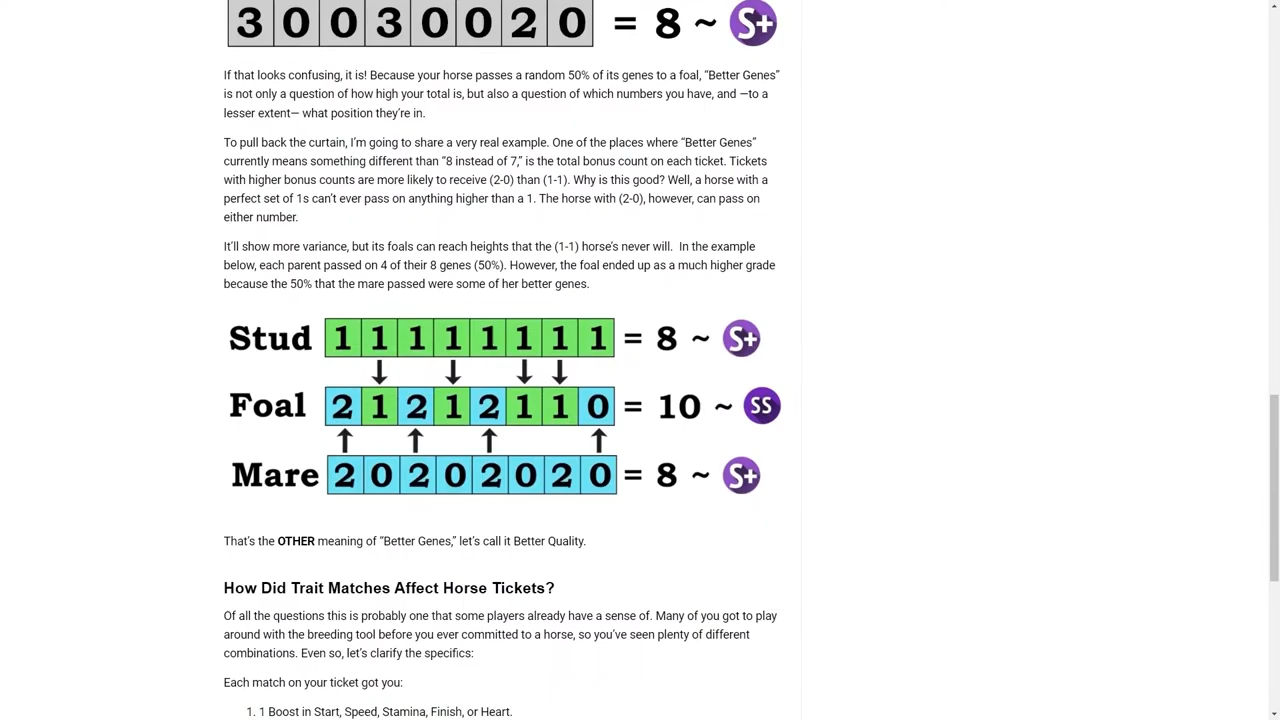 3 0 0 3 0 0 2 0 = 8 ~ S+
If that looks confusing, it is! Because your horse passes a random 50% of its genes to a foal, “Better Genes”
is not only a question of how high your total is, but also a question of which numbers you have, and —to a
lesser extent— what position they’re in.
To pull back the curtain, I’m going to share a very real example. One of the places where “Better Genes”
currently means something different than “8 instead of 7,” is the total bonus count on each ticket. Tickets
with higher bonus counts are more likely to receive (2-0) than (1-1). Why is this good? Well, a horse with a
perfect set of 1s can’t ever pass on anything higher than a 1. The horse with (2-0), however, can pass on
either number.
It’ll show more variance, but its foals can reach heights that the (1-1) horse’s never will. In the example
below, each parent passed on 4 of their 8 genes (50%). However, the foal ended up as a much higher grade
because the 50% that the mare passed were some of her better genes.
Stud 1 1 1 1 1 1 1 1 = 8 ~ S+
Foal 2 1 2 1 2 1 1 0 = 10 ~ SS
Mare 2 0 2 0 2 0 2 0 = 8 ~ S+
That’s the OTHER meaning of “Better Genes,” let’s call it Better Quality.
How Did Trait Matches Affect Horse Tickets?
Of all the questions this is probably one that some players already have a sense of. Many of you got to play
around with the breeding tool before you ever committed to a horse, so you’ve seen plenty of different
combinations. Even so, let’s clarify the specifics:
Each match on your ticket got you:
1. 1 Boost in Start, Speed, Stamina, Finish, or Heart.